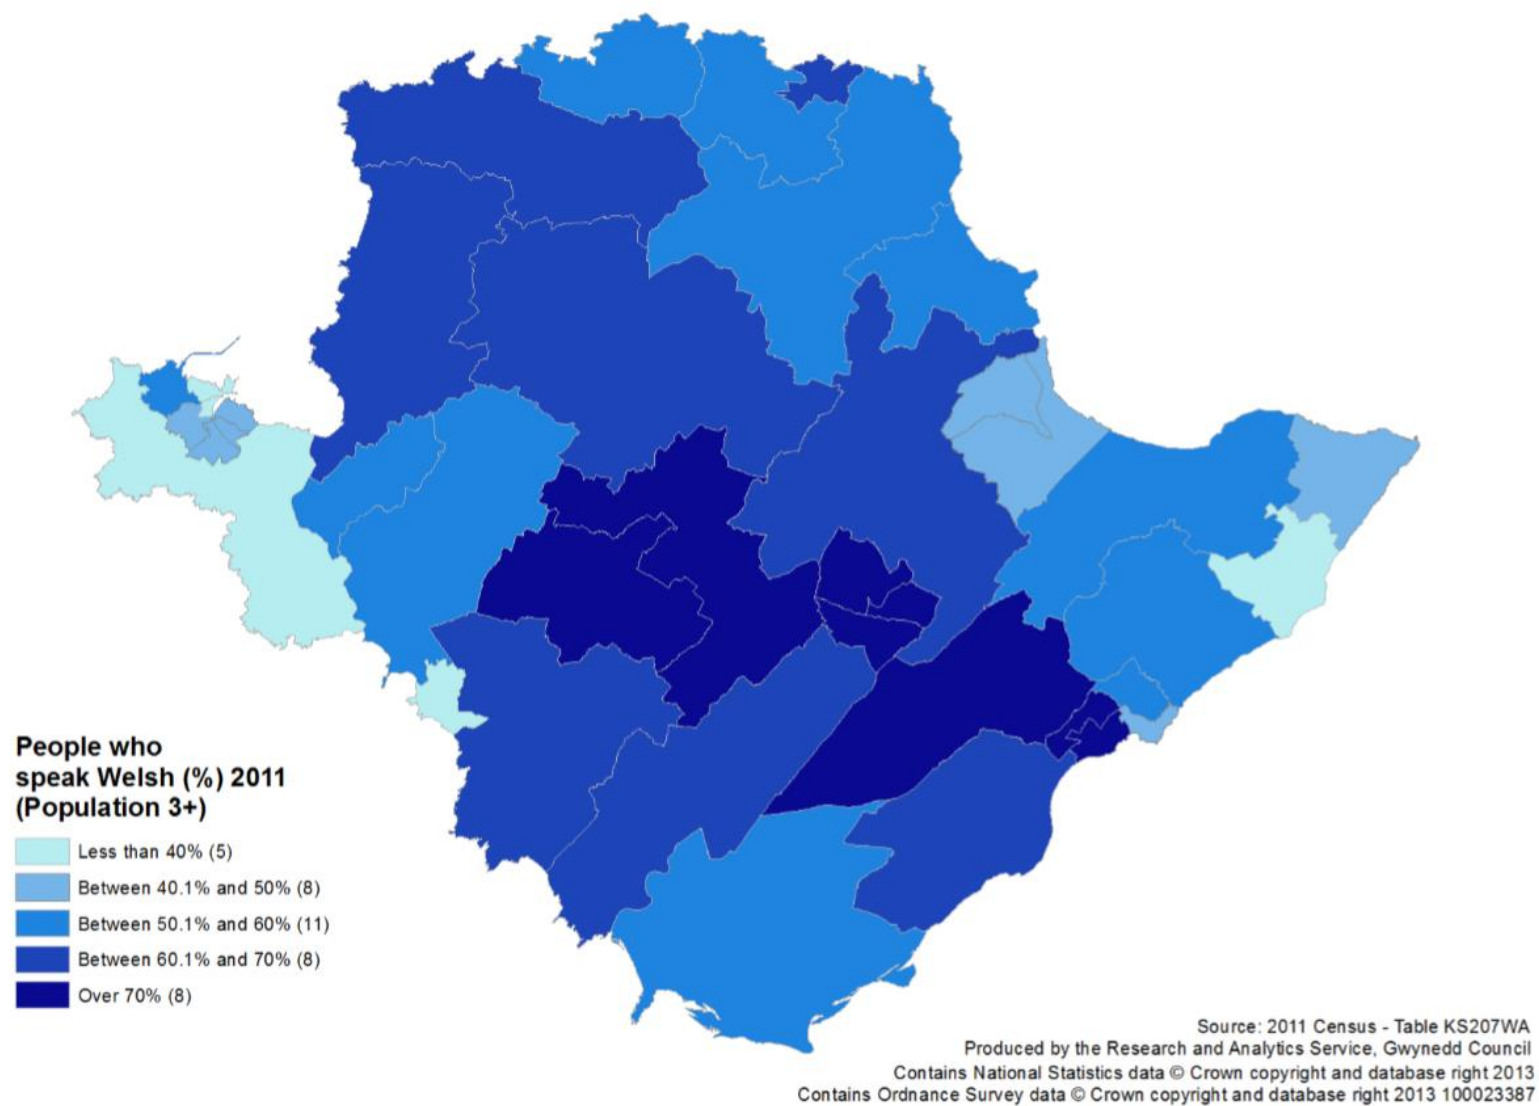 People who
speak Welsh (%) 2011
(Population 3+)
Less than 40% (5)
Between 40.1% and 50% (8)
Between 50.1% and 60% (11)
Between 60.1% and 70% (8)
Over 70% (8)
Source: 2011 Census - Table KS207WA
Produced by the Research and Analytics Service, Gwynedd Council
Contains National Statistics data © Crown copyright and database right 2013
Contains Ordnance Survey data © Crown copyright and database right 2013 100023387